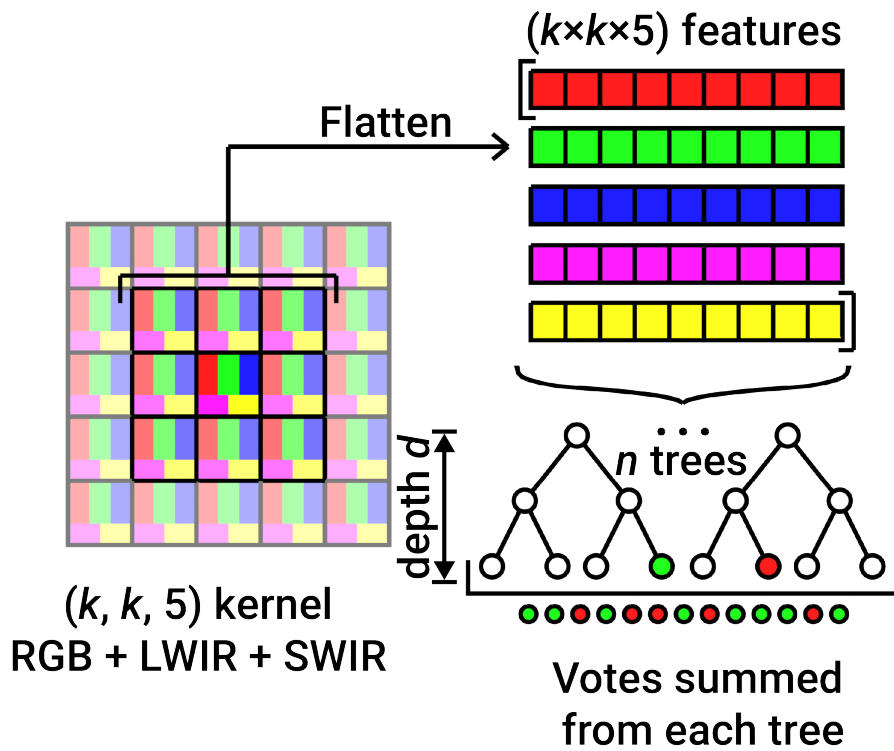 (k×k×5) features
Flatten
. . .
n trees
depth d
(k, k, 5) kernel
RGB + LWIR + SWIR
Votes summed
from each tree